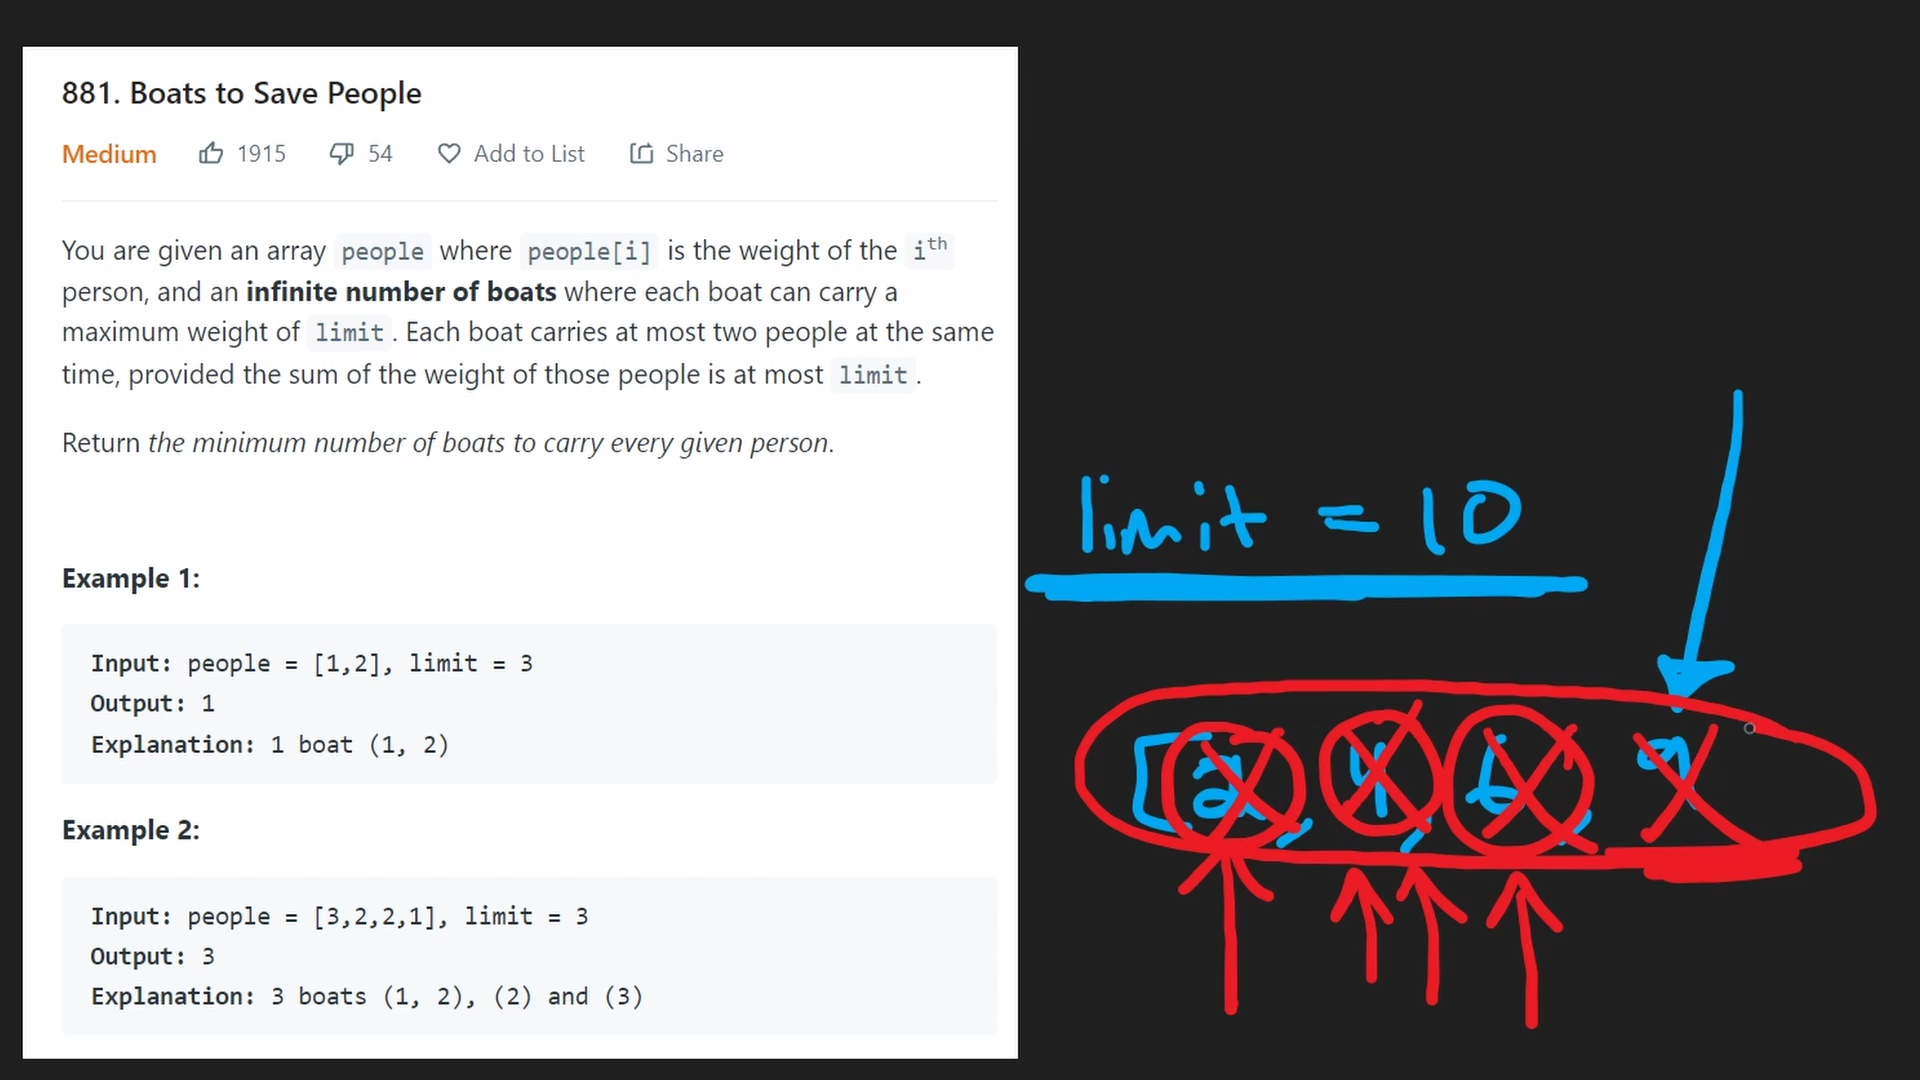 881. Boats to Save People
Medium 1915 54 Add to List Share
You are given an array people where people[i] is the weight of the ith
person, and an infinite number of boats where each boat can carry a
maximum weight of limit. Each boat carries at most two people at the same
time, provided the sum of the weight of those people is at most limit.
Return the minimum number of boats to carry every given person.
Example 1:
Input: people = [1,2], limit = 3
Output: 1
Explanation: 1 boat (1, 2)
Example 2:
Input: people = [3,2,2,1], limit = 3
Output: 3
Explanation: 3 boats (1, 2), (2) and (3)
limit = 10
[2, 4, 6, 9